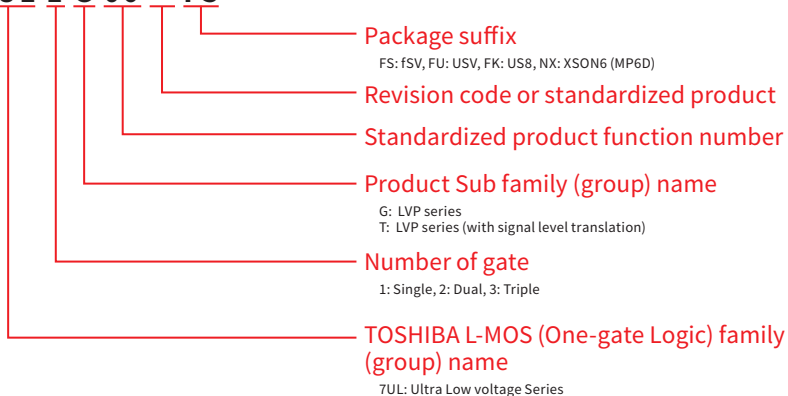 Package suffix
FS: fSV, FU: USV, FK: US8, NX: XSON6 (MP6D)
Revision code or standardized product
Standardized product function number
Product Sub family (group) name
G: LVP series
T: LVP series (with signal level translation)
Number of gate
1: Single, 2: Dual, 3: Triple
TOSHIBA L-MOS (One-gate Logic) family
(group) name
7UL: Ultra Low voltage Series